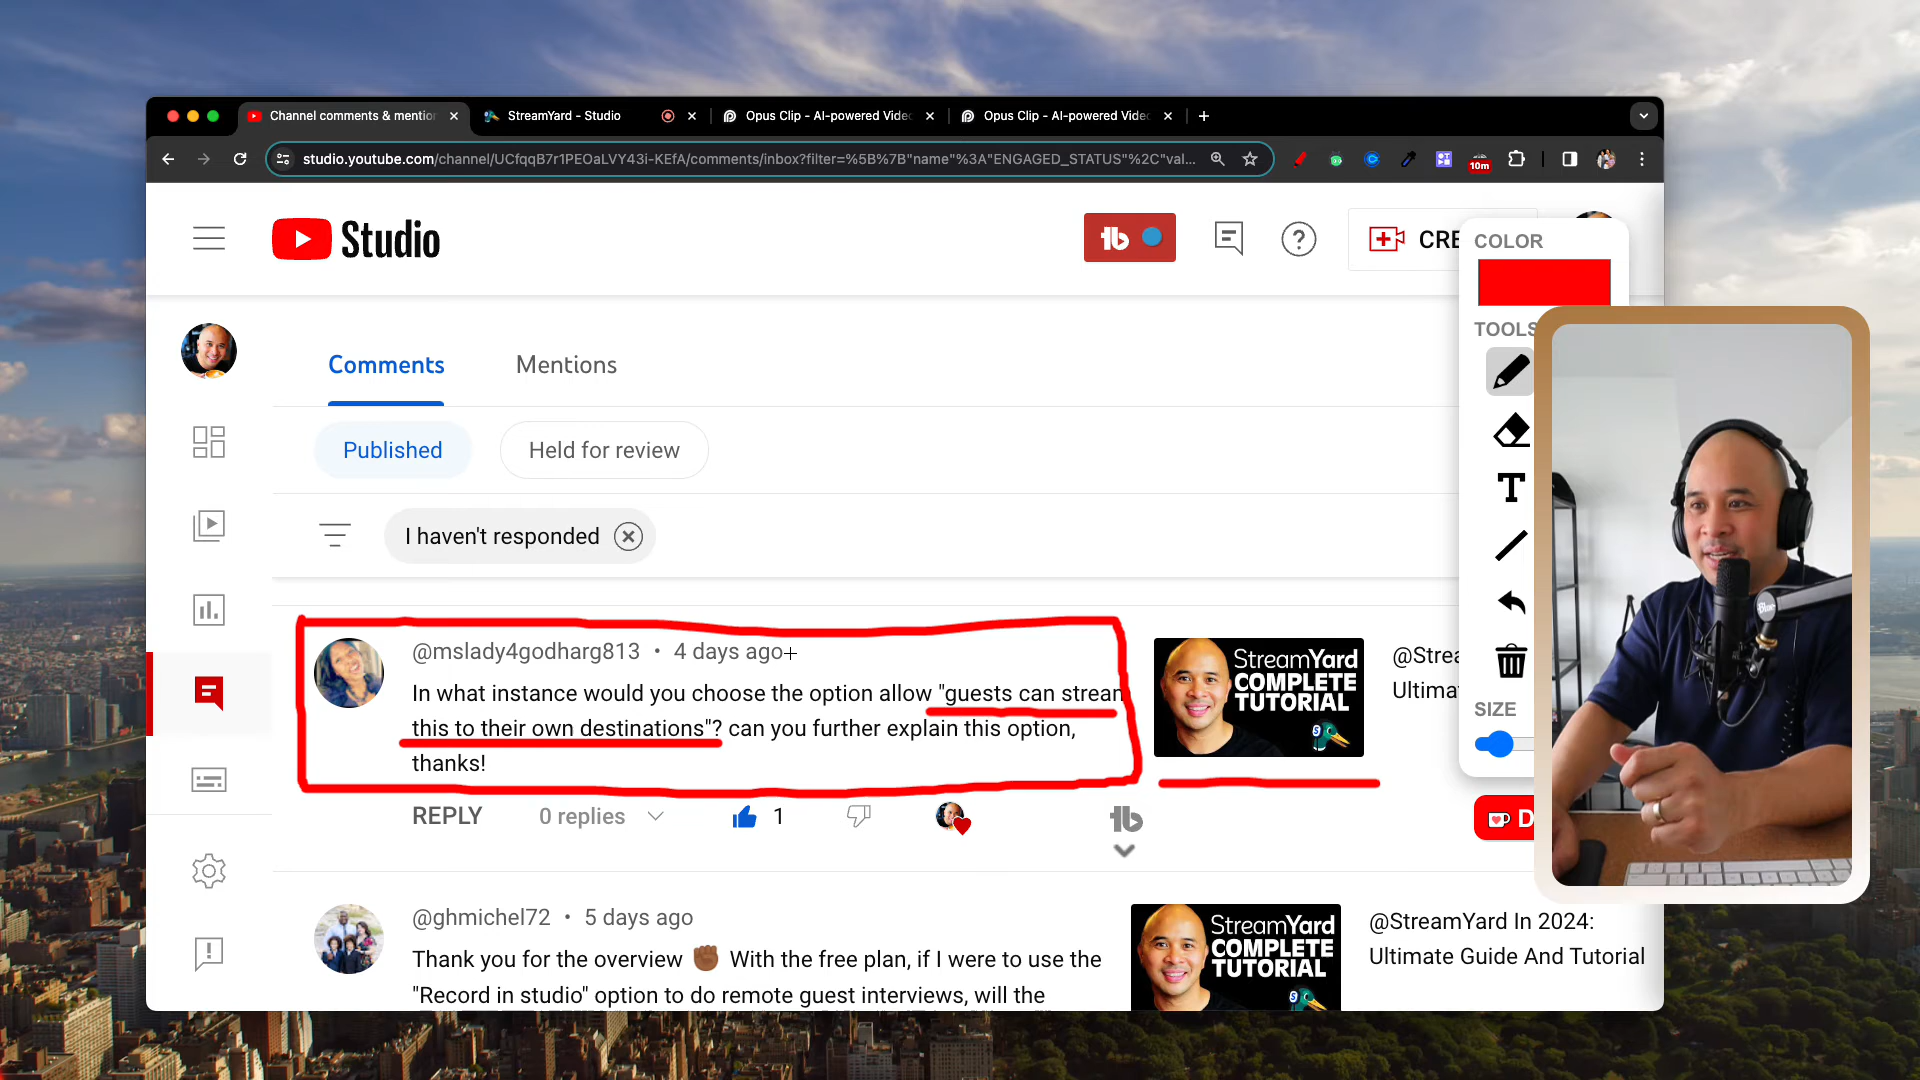 Channel comments & mentio
StreamYard - Studio
Opus Clip - AI-powered Vide
Opus Clip - AI-powered Vide
studio.youtube.com/channel/UCfqqB7r1PEOaLVY43i-KEfA/comments/inbox?filter=%5B%7B"name"%3A"ENGAGED_STATUS"%2C"val...
10m
Studio
CRE
COLOR
TOOLS
SIZE
Comments
Mentions
Published
Held for review
I haven't responded
@mslady4godharg813 • 4 days ago
In what instance would you choose the option allow "guests can stream
this to their own destinations"? can you further explain this option,
thanks!
StreamYard
COMPLETE
TUTORIAL
@Strea
Ultima
REPLY
0 replies
1
D
@ghmichel72 • 5 days ago
Thank you for the overview ✊🏾 With the free plan, if I were to use the
"Record in studio" option to do remote guest interviews, will the
StreamYard
COMPLETE
TUTORIAL
@StreamYard In 2024:
Ultimate Guide And Tutorial